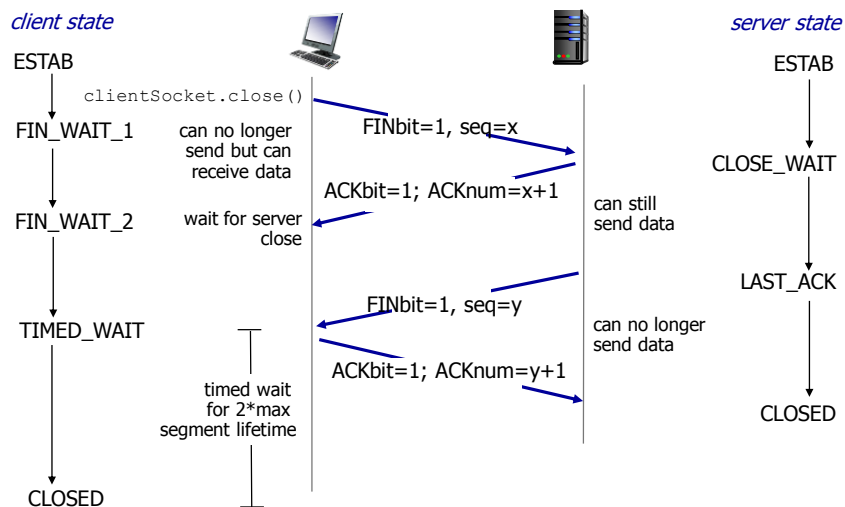 client state
server state
ESTAB
ESTAB
clientSocket.close()
FIN_WAIT_1
can no longer
send but can
receive data
FINbit=1, seq=x
CLOSE_WAIT
ACKbit=1; ACKnum=x+1
can still
send data
FIN_WAIT_2
wait for server
close
LAST_ACK
FINbit=1, seq=y
TIMED_WAIT
can no longer
send data
ACKbit=1; ACKnum=y+1
timed wait
for 2*max
segment lifetime
CLOSED
CLOSED